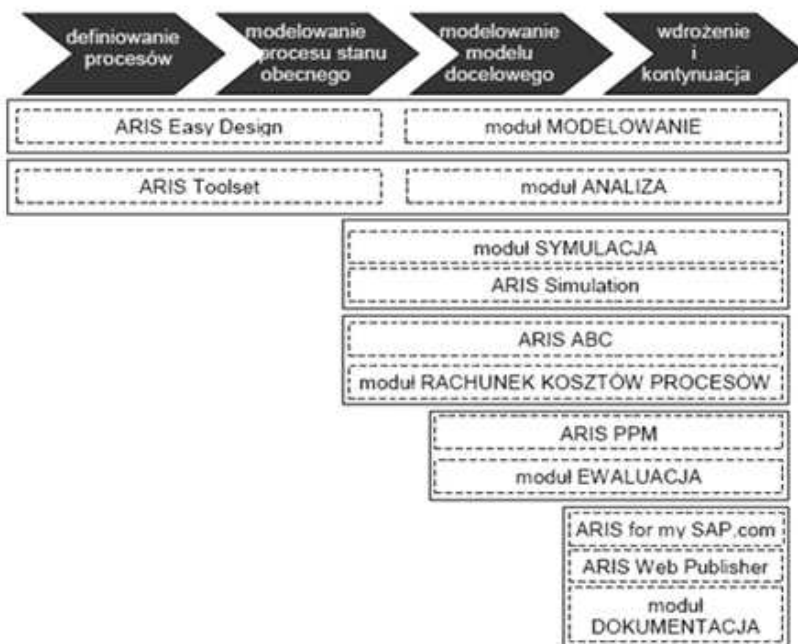 definiowanie
procesów
modelowanie
procesu stanu
obecnego
modelowanie
modelu
docelowego
wdrożenie
i
kontynuacja
ARIS Easy Design
moduł MODELOWANIE
ARIS Toolset
moduł ANALIZA
moduł SYMULACJA
ARIS Simulation
ARIS ABC
moduł RACHUNEK KOSZTÓW PROCESÓW
ARIS PPM
moduł EWALUACJA
ARIS for my SAP.com
ARIS Web Publisher
moduł
DOKUMENTACJA